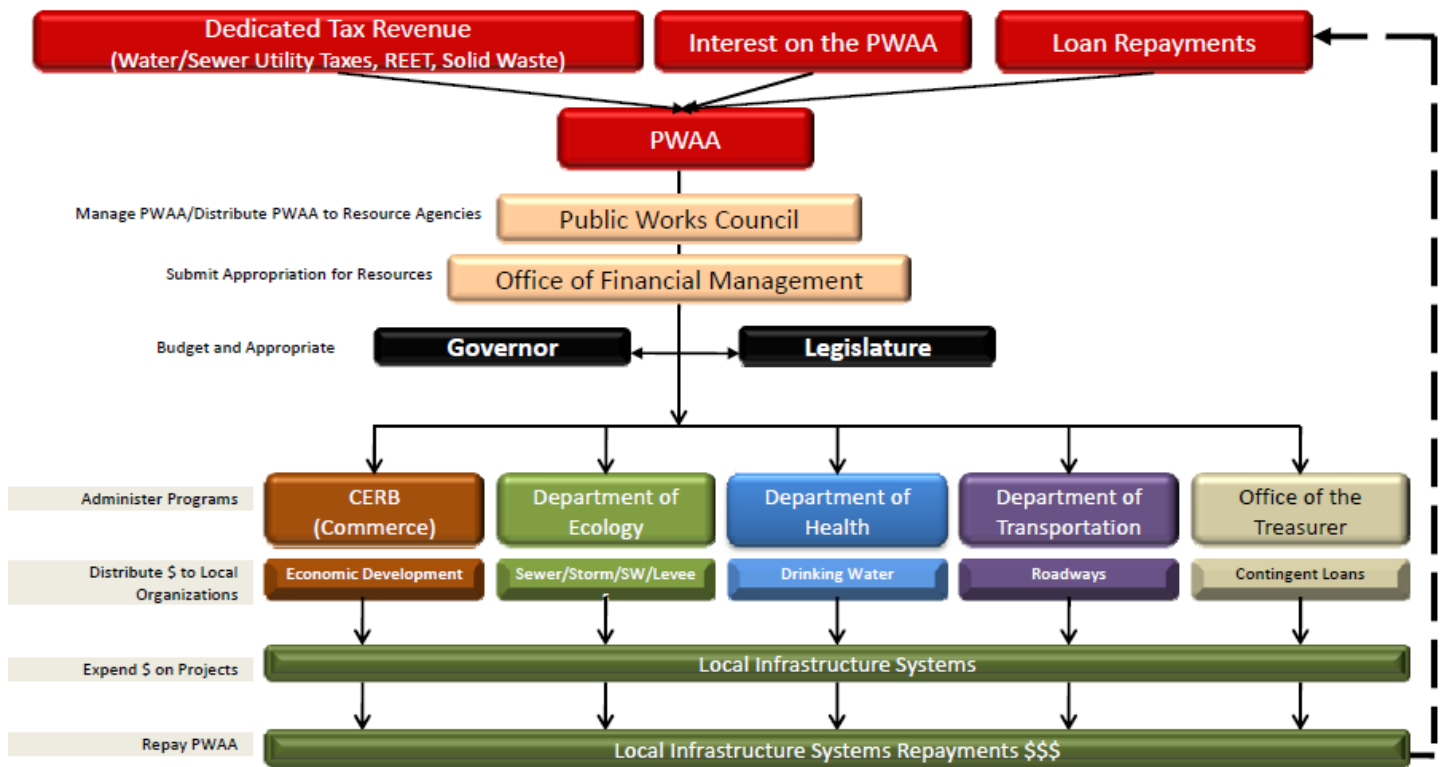 Dedicated Tax Revenue
(Water/Sewer Utility Taxes, REET, Solid Waste)
Interest on the PWAA
Loan Repayments
PWAA
Manage PWAA/Distribute PWAA to Resource Agencies
Public Works Council
Submit Appropriation for Resources
Office of Financial Management
Budget and Appropriate
Governor
Legislature
Administer Programs
CERB
(Commerce)
Department of
Ecology
Department of
Health
Department of
Transportation
Office of the
Treasurer
Distribute $ to Local
Organizations
Economic Development
Sewer/Storm/SW/Levee
s
Drinking Water
Roadways
Contingent Loans
Expend $ on Projects
Local Infrastructure Systems
Repay PWAA
Local Infrastructure Systems Repayments $$$